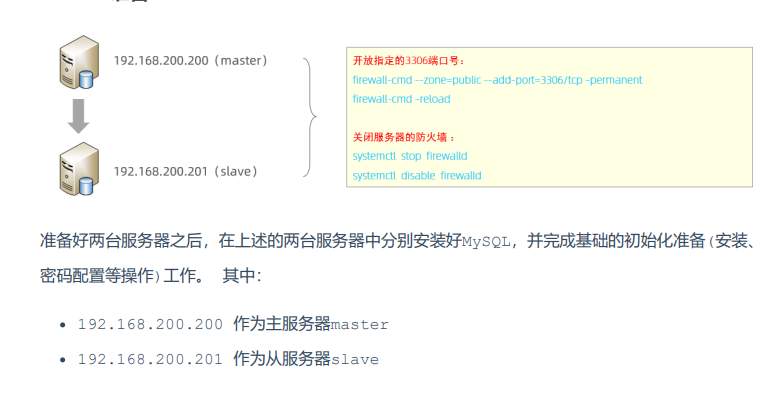 192.168.200.200（master）
192.168.200.201（slave）
开放指定的3306端口号：
firewall-cmd --zone=public --add-port=3306/tcp -permanent
firewall-cmd -reload
关闭服务器的防火墙：
systemctl stop firewalld
systemctl disable firewalld
准备好两台服务器之后，在上述的两台服务器中分别安装好MySQL，并完成基础的初始化准备(安装、
密码配置等操作)工作。 其中：
• 192.168.200.200 作为主服务器master
• 192.168.200.201 作为从服务器slave